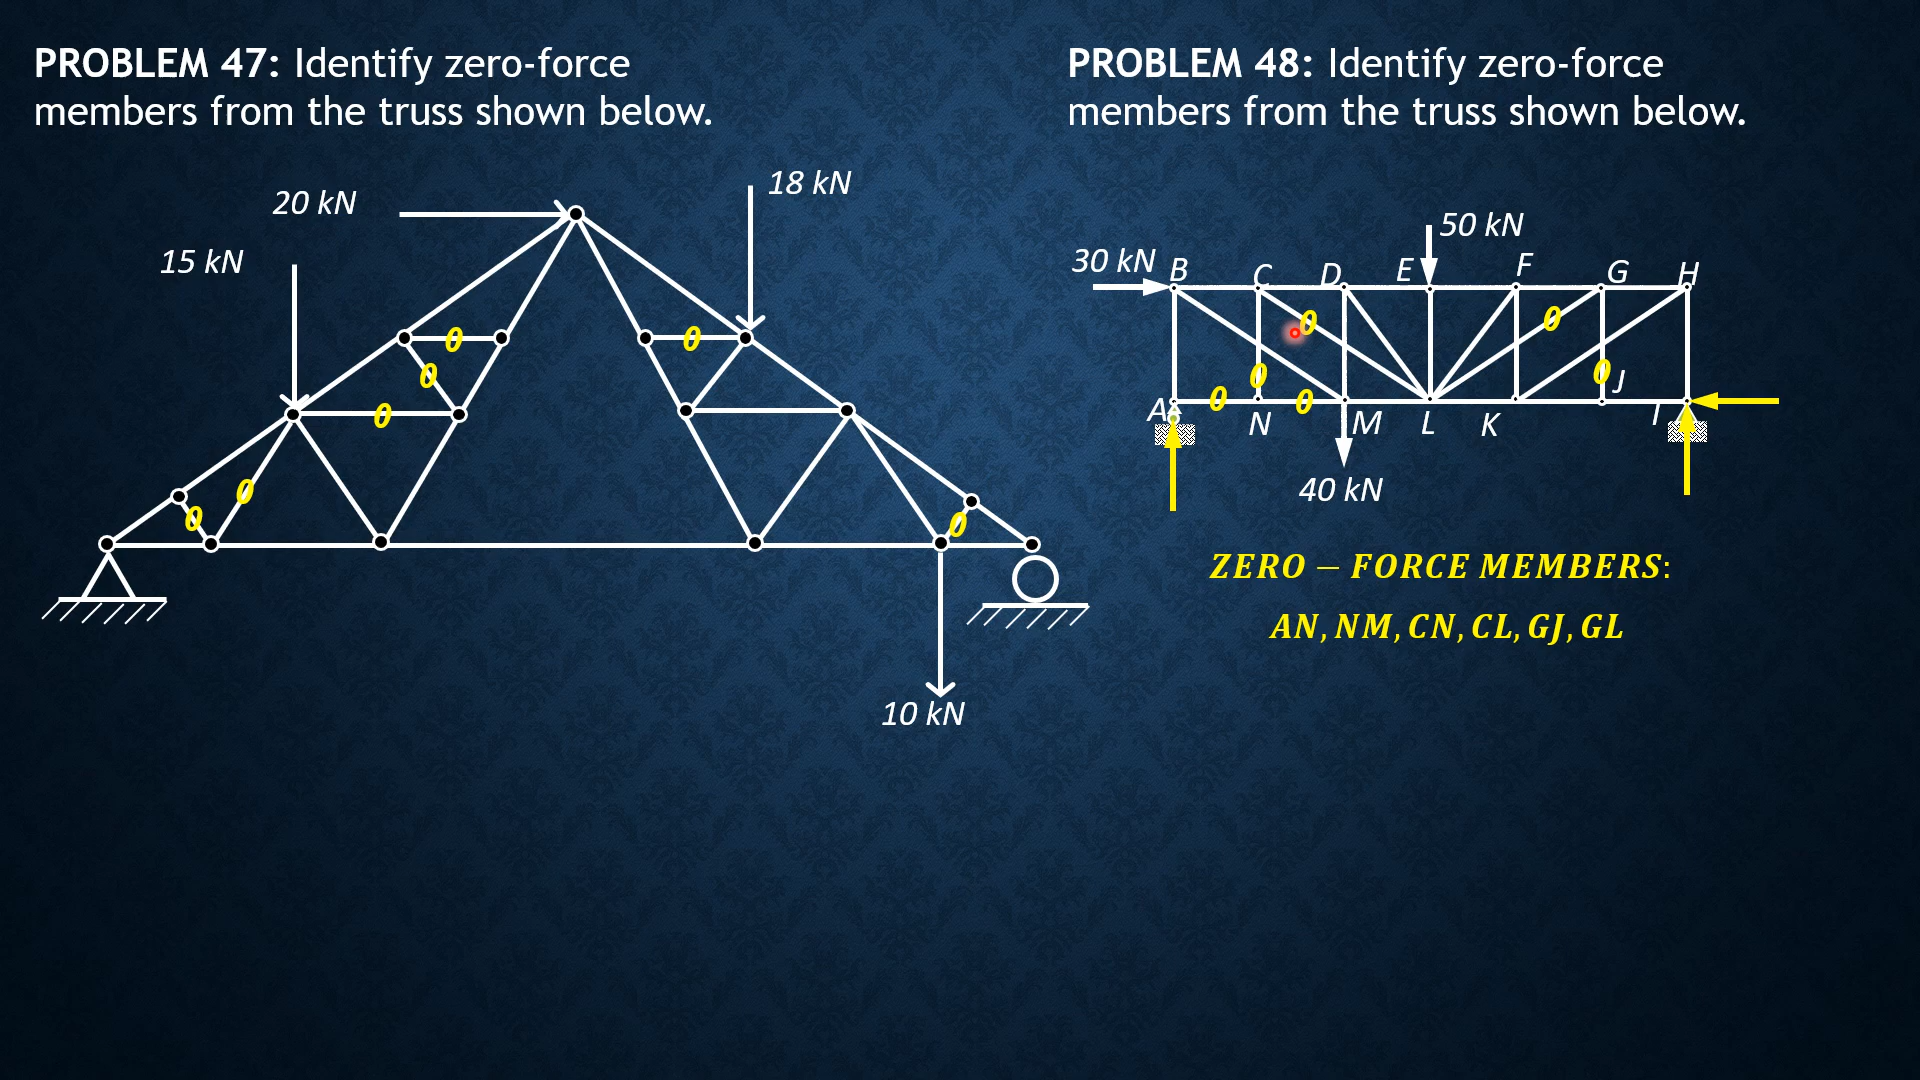 PROBLEM 47: Identify zero-force
members from the truss shown below.
20 kN
18 kN
15 kN
0
0
0
0
0
0
0
10 kN
PROBLEM 48: Identify zero-force
members from the truss shown below.
50 kN
30 kN
B
C
D
E
F
G
H
0
0
0
0
0
0
A
N
M
L
K
J
I
40 kN
ZERO – FORCE MEMBERS:
AN, NM, CN, CL, GJ, GL